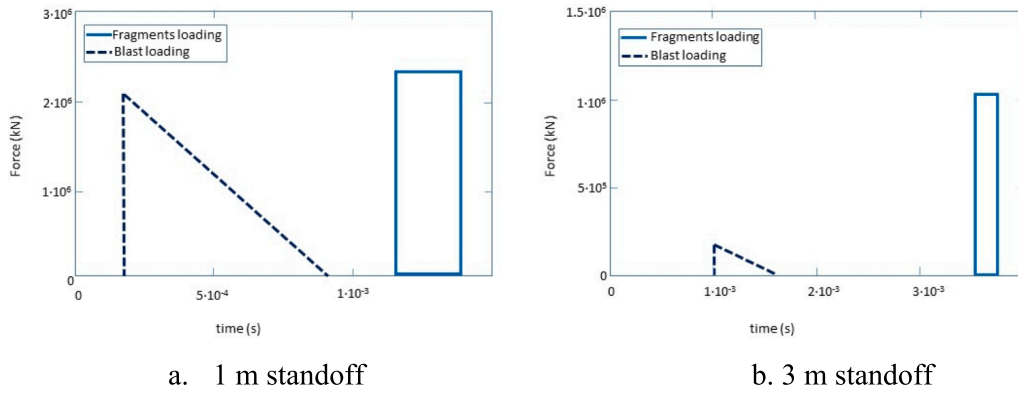 3·10⁶
Fragments loading
Blast loading
2·10⁶
Force (kN)
1·10⁶
0
0
5·10⁻⁴
1·10⁻³
time (s)
a. 1 m standoff
1.5·10⁶
Fragments loading
Blast loading
1·10⁶
Force (kN)
5·10⁵
0
0
1·10⁻³
2·10⁻³
3·10⁻³
time (s)
b. 3 m standoff